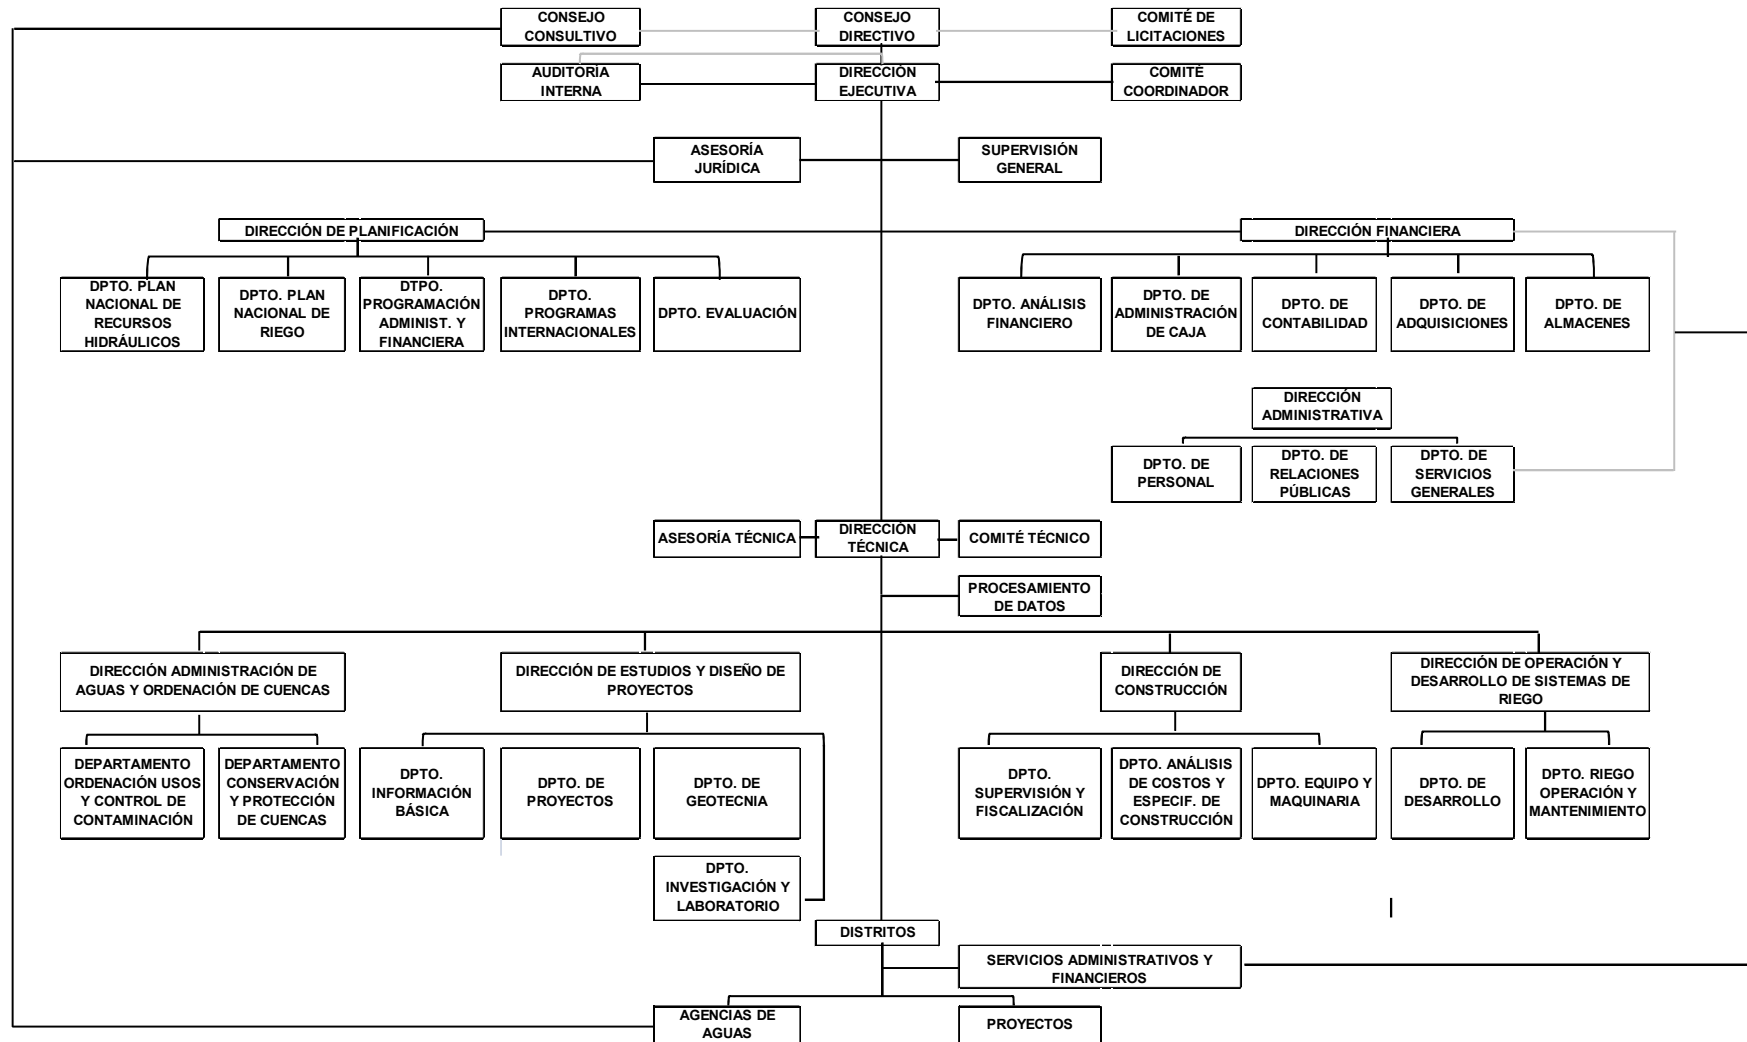 CONSEJO
CONSULTIVO
CONSEJO
DIRECTIVO
COMITÉ DE
LICITACIONES
AUDITORÍA
INTERNA
DIRECCIÓN
EJECUTIVA
COMITÉ
COORDINADOR
ASESORÍA
JURÍDICA
SUPERVISIÓN
GENERAL
DIRECCIÓN DE PLANIFICACIÓN
DIRECCIÓN FINANCIERA
DPTO. PLAN
NACIONAL DE
RECURSOS
HIDRÁULICOS
DPTO. PLAN
NACIONAL DE
RIEGO
DTPO.
PROGRAMACIÓN
ADMINIST. Y
FINANCIERA
DPTO.
PROGRAMAS
INTERNACIONALES
DPTO. EVALUACIÓN
DPTO. ANÁLISIS
FINANCIERO
DPTO. DE
ADMINISTRACIÓN
DE CAJA
DPTO. DE
CONTABILIDAD
DPTO. DE
ADQUISICIONES
DPTO. DE
ALMACENES
DIRECCIÓN
ADMINISTRATIVA
DPTO. DE
PERSONAL
DPTO. DE
RELACIONES
PÚBLICAS
DPTO. DE
SERVICIOS
GENERALES
ASESORÍA TÉCNICA
DIRECCIÓN
TÉCNICA
COMITÉ TÉCNICO
PROCESAMIENTO
DE DATOS
DIRECCIÓN ADMINISTRACIÓN DE
AGUAS Y ORDENACIÓN DE CUENCAS
DIRECCIÓN DE ESTUDIOS Y DISEÑO DE
PROYECTOS
DIRECCIÓN DE
CONSTRUCCIÓN
DIRECCIÓN DE OPERACIÓN Y
DESARROLLO DE SISTEMAS DE
RIEGO
DEPARTAMENTO
ORDENACIÓN USOS
Y CONTROL DE
CONTAMINACIÓN
DEPARTAMENTO
CONSERVACIÓN
Y PROTECCIÓN
DE CUENCAS
DPTO.
INFORMACIÓN
BÁSICA
DPTO. DE
PROYECTOS
DPTO. DE
GEOTECNIA
DPTO.
SUPERVISIÓN Y
FISCALIZACIÓN
DPTO. ANÁLISIS
DE COSTOS Y
ESPECIF. DE
CONSTRUCCIÓN
DPTO. EQUIPO Y
MAQUINARIA
DPTO. DE
DESARROLLO
DPTO. RIEGO
OPERACIÓN Y
MANTENIMIENTO
DPTO.
INVESTIGACIÓN Y
LABORATORIO
DISTRITOS
SERVICIOS ADMINISTRATIVOS Y
FINANCIEROS
AGENCIAS DE
AGUAS
PROYECTOS